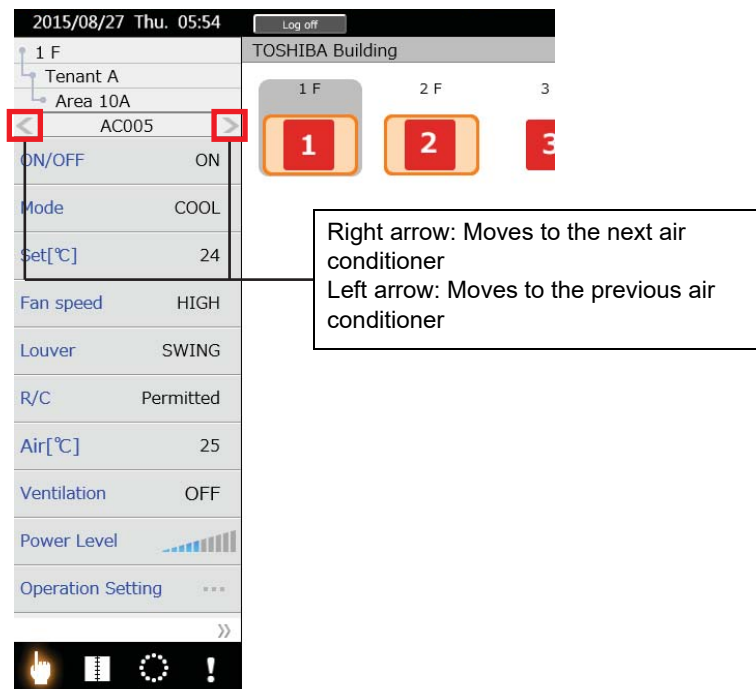 2015/08/27 Thu. 05:54
Log off
1 F
Tenant A
Area 10A
AC005
ON/OFF ON
Mode COOL
Set[℃] 24
Fan speed HIGH
Louver SWING
R/C Permitted
Air[℃] 25
Ventilation OFF
Power Level
Operation Setting ...
»
TOSHIBA Building
1 F 2 F 3
1 2 3
Right arrow: Moves to the next air
conditioner
Left arrow: Moves to the previous air
conditioner